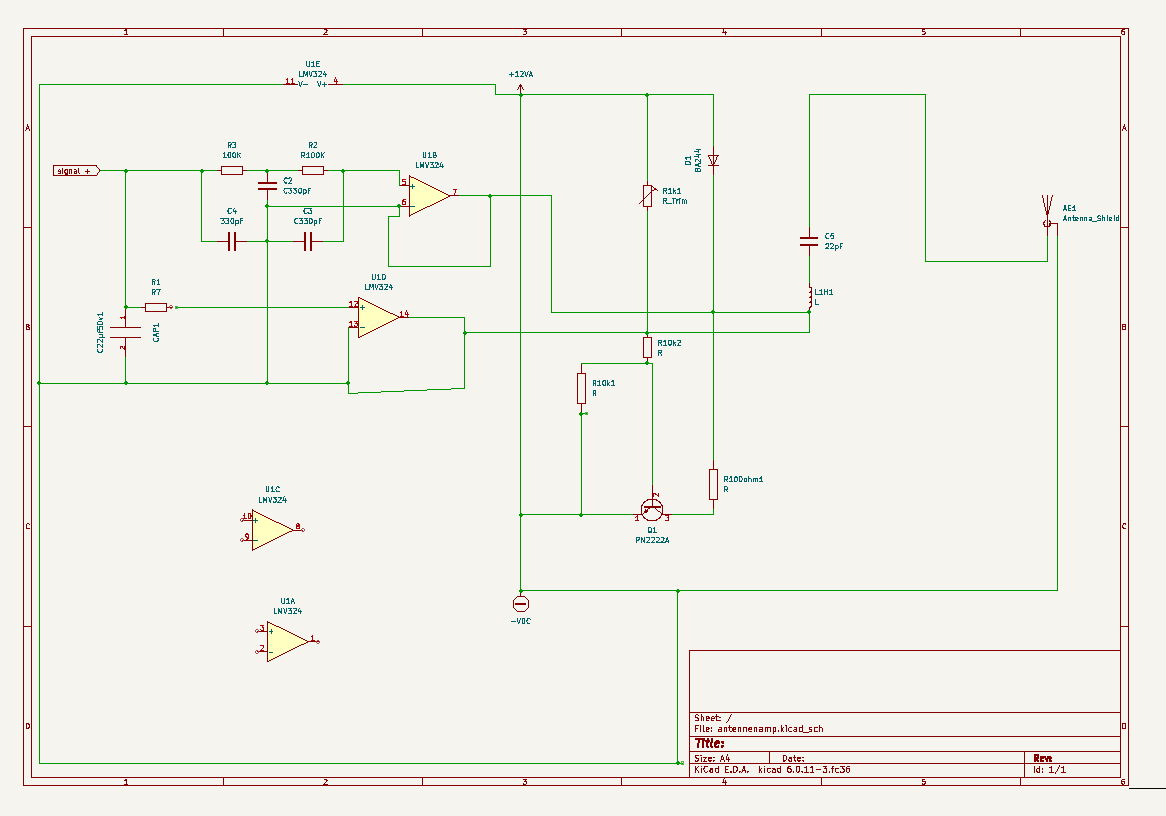 1 2 3 4 5 6
A
B
C
D
A
B
C
D
1 2 3 4 5 6
U1E
LMV324
11 V- V+ 4
+12VA
signal +
R3
100K
R2
R100K
C2
C330pF
C4
330pF
C3
C330pF
U1B
LMV324
5 +
6 -
7
R1
R7
C22µf50v1
CAP1
1
2
U1D
LMV324
12 +
13 -
14
R1k1
R_Trim
D1
BA244
C6
22pF
L1H1
L
AE1
Antenna_Shield
R10k2
R
R10k1
R
R100ohm1
R
Q1
PN2222A
1
2
3
-VDC
U1C
LMV324
10 +
9 -
8
U1A
LMV324
3 +
2 -
1
Sheet: /
File: antennenamp.kicad_sch
Title:
Size: A4 Date: Rev:
KiCad E.D.A. kicad 6.0.11-3.fc36 Id: 1/1